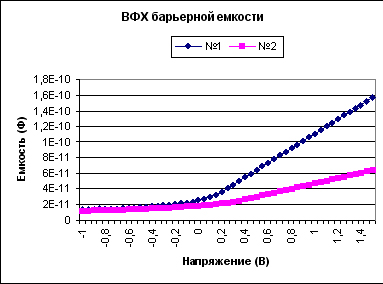 ВФХ барьерной емкости
№1 №2
Емкость (Ф)
1,8E-10
1,6E-10
1,4E-10
1,2E-10
1E-10
8E-11
6E-11
4E-11
2E-11
0
-1 -0,8 -0,6 -0,4 -0,2 0 0,2 0,4 0,6 0,8 1 1,2 1,4
Напряжение (В)